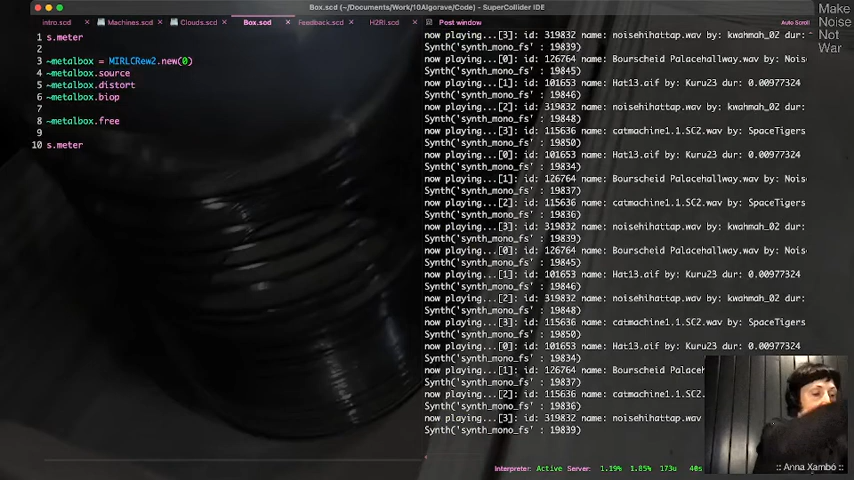 Box.scd (~/Documents/Work/10Algorave/Code) - SuperCollider IDE
intro.scd
Machines.scd
Clouds.scd
Box.scd
Feedback.scd
H2RI.scd
Post window
Auto Scroll
Make
Noise
Not
War
1 s.meter
2
3 ~metalbox = MIRLCRew2.new(0)
4 ~metalbox.source
5 ~metalbox.distort
6 ~metalbox.biop
7
8 ~metalbox.free
9
10 s.meter
now playing...[3]: id: 319832 name: noisehihattap.wav by: kwahmah_02 dur:
Synth('synth_mono_fs' : 19839)
now playing...[0]: id: 126764 name: Bourscheid Palacehallway.wav by: Nois
Synth('synth_mono_fs' : 19845)
now playing...[1]: id: 101653 name: Hat13.aif by: Kuru23 dur: 0.00977324
Synth('synth_mono_fs' : 19846)
now playing...[2]: id: 319832 name: noisehihattap.wav by: kwahmah_02 dur:
Synth('synth_mono_fs' : 19848)
now playing...[3]: id: 115636 name: catmachine1.1.SC2.wav by: SpaceTigers
Synth('synth_mono_fs' : 19850)
now playing...[0]: id: 101653 name: Hat13.aif by: Kuru23 dur: 0.00977324
Synth('synth_mono_fs' : 19834)
now playing...[1]: id: 126764 name: Bourscheid Palacehallway.wav by: Nois
Synth('synth_mono_fs' : 19837)
now playing...[2]: id: 115636 name: catmachine1.1.SC2.wav by: SpaceTigers
Synth('synth_mono_fs' : 19836)
now playing...[3]: id: 319832 name: noisehihattap.wav by: kwahmah_02 dur:
Synth('synth_mono_fs' : 19839)
now playing...[0]: id: 126764 name: Bourscheid Palacehallway.wav by: Nois
Synth('synth_mono_fs' : 19845)
now playing...[1]: id: 101653 name: Hat13.aif by: Kuru23 dur: 0.00977324
Synth('synth_mono_fs' : 19846)
now playing...[2]: id: 319832 name: noisehihattap.wav by: kwahmah_02 dur:
Synth('synth_mono_fs' : 19848)
now playing...[3]: id: 115636 name: catmachine1.1.SC2.wav by: SpaceTigers
Synth('synth_mono_fs' : 19850)
now playing...[0]: id: 101653 name: Hat13.aif by: Kuru23 dur: 0.00977324
Synth('synth_mono_fs' : 19834)
now playing...[1]: id: 126764 name: Bourscheid Palacehallway.wav by: Nois
Synth('synth_mono_fs' : 19837)
now playing...[2]: id: 115636 name: catmachine1.1.SC2.
Synth('synth_mono_fs' : 19836)
now playing...[3]: id: 319832 name: noisehihattap.wav
Synth('synth_mono_fs' : 19839)
Interpreter: Active Server: 1.19% 1.85% 173u 40s
:: Anna Xambó ::